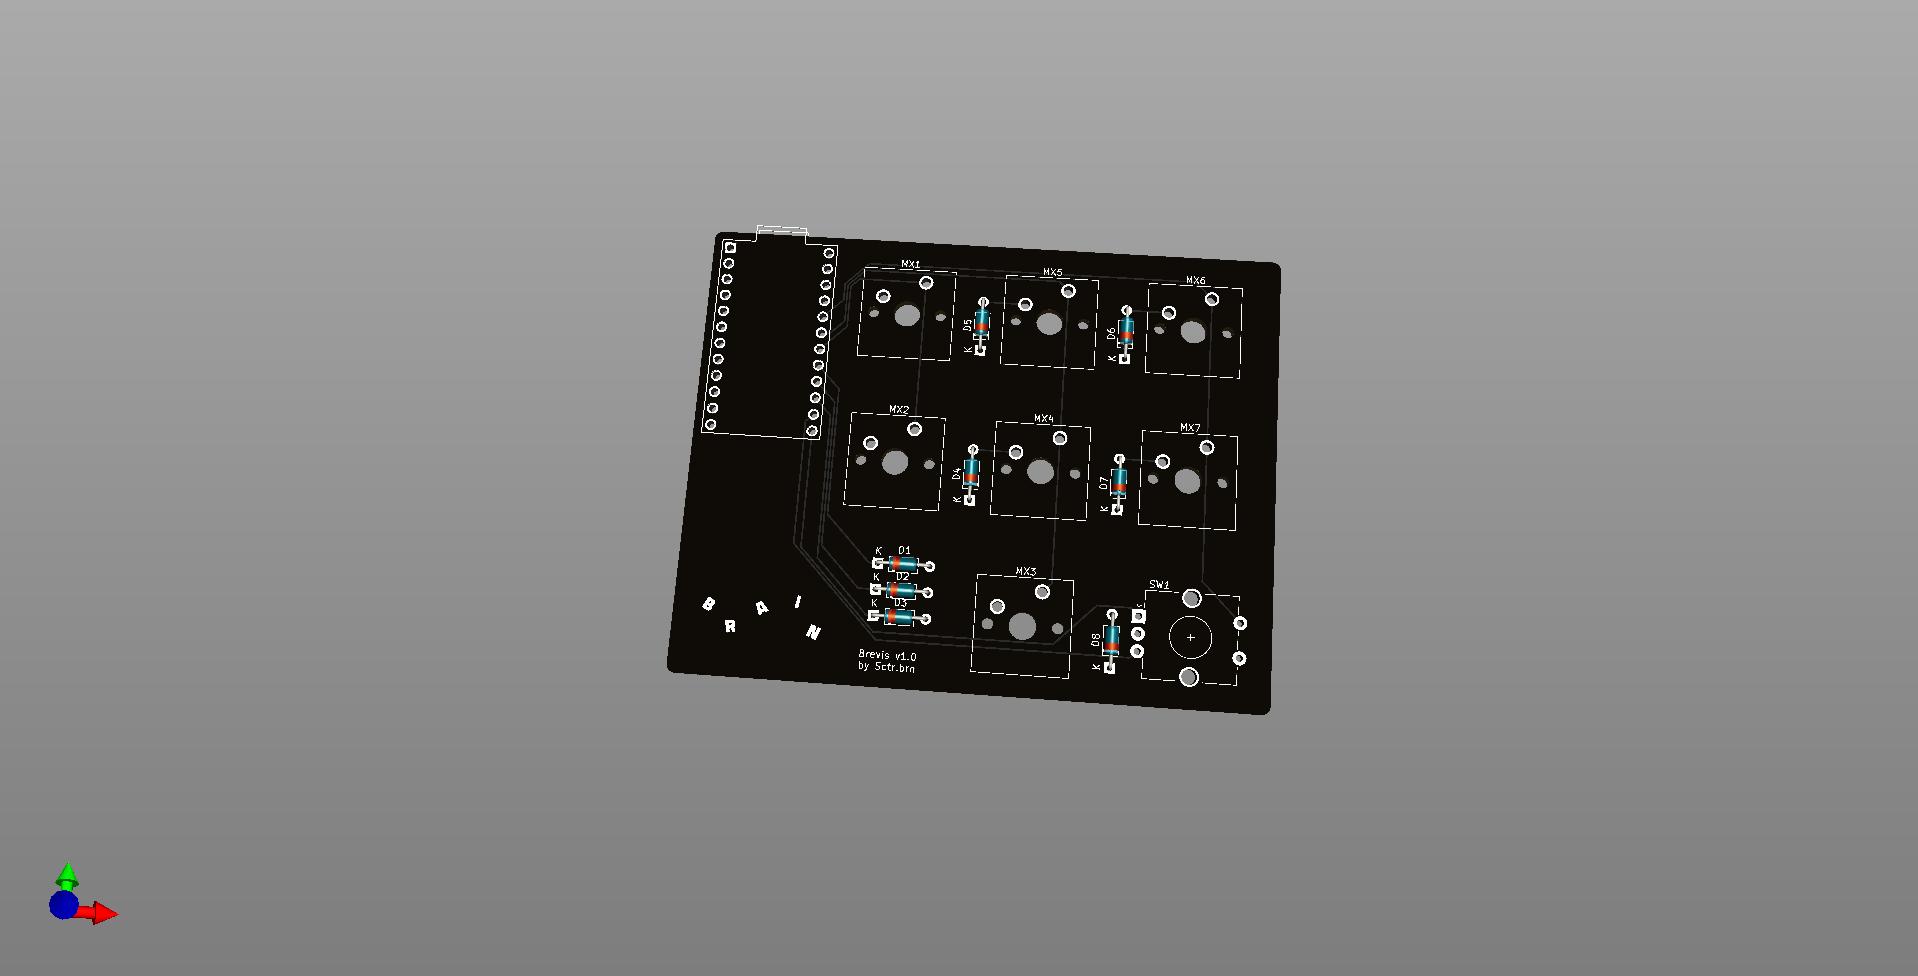 MX1
MX5
MX6
D5
K
D6
K
MX2
MX4
MX7
D4
K
D7
K
K D1
K D2
K D3
MX3
SW1
D8
K
B R A I N
Brevis v1.0
by Sctr.brn